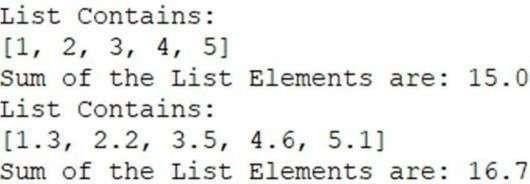 List Contains:
[1, 2, 3, 4, 5]
Sum of the List Elements are: 15.0
List Contains:
[1.3, 2.2, 3.5, 4.6, 5.1]
Sum of the List Elements are: 16.7